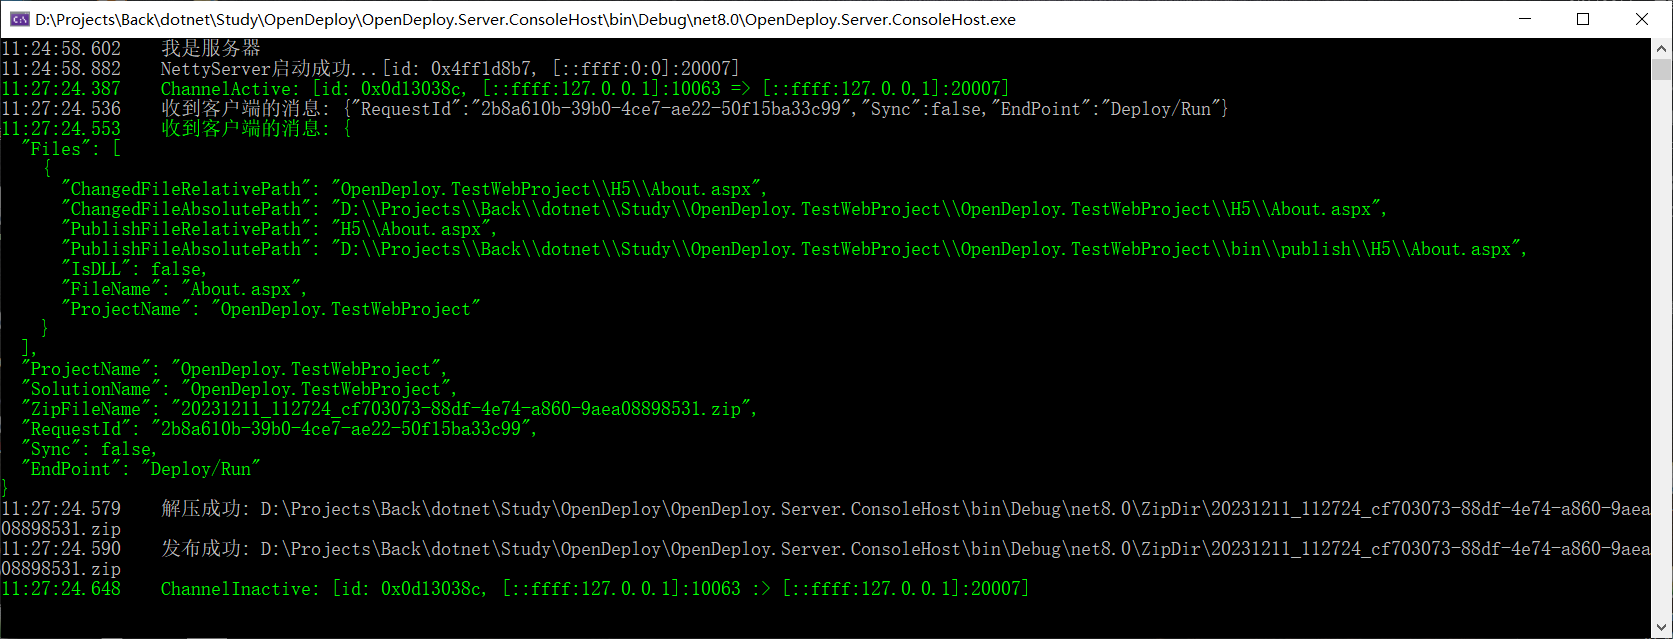 D:\Projects\Back\dotnet\Study\OpenDeploy\OpenDeploy.Server.ConsoleHost\bin\Debug\net8.0\OpenDeploy.Server.ConsoleHost.exe
11:24:58.602    我是服务器
11:24:58.882    NettyServer启动成功...[id: 0x4ff1d8b7, [::ffff:0:0]:20007]
11:27:24.387    ChannelActive: [id: 0x0d13038c, [::ffff:127.0.0.1]:10063 => [::ffff:127.0.0.1]:20007]
11:27:24.536    收到客户端的消息: {"RequestId":"2b8a610b-39b0-4ce7-ae22-50f15ba33c99","Sync":false,"EndPoint":"Deploy/Run"}
11:27:24.553    收到客户端的消息: {
  "Files": [
    {
      "ChangedFileRelativePath": "OpenDeploy.TestWebProject\\H5\\About.aspx",
      "ChangedFileAbsolutePath": "D:\\Projects\\Back\\dotnet\\Study\\OpenDeploy.TestWebProject\\OpenDeploy.TestWebProject\\H5\\About.aspx",
      "PublishFileRelativePath": "H5\\About.aspx",
      "PublishFileAbsolutePath": "D:\\Projects\\Back\\dotnet\\Study\\OpenDeploy.TestWebProject\\OpenDeploy.TestWebProject\\bin\\publish\\H5\\About.aspx",
      "IsDLL": false,
      "FileName": "About.aspx",
      "ProjectName": "OpenDeploy.TestWebProject"
    }
  ],
  "ProjectName": "OpenDeploy.TestWebProject",
  "SolutionName": "OpenDeploy.TestWebProject",
  "ZipFileName": "20231211_112724_cf703073-88df-4e74-a860-9aea08898531.zip",
  "RequestId": "2b8a610b-39b0-4ce7-ae22-50f15ba33c99",
  "Sync": false,
  "EndPoint": "Deploy/Run"
}
11:27:24.579    解压成功: D:\Projects\Back\dotnet\Study\OpenDeploy\OpenDeploy.Server.ConsoleHost\bin\Debug\net8.0\ZipDir\20231211_112724_cf703073-88df-4e74-a860-9aea
08898531.zip
11:27:24.590    发布成功: D:\Projects\Back\dotnet\Study\OpenDeploy\OpenDeploy.Server.ConsoleHost\bin\Debug\net8.0\ZipDir\20231211_112724_cf703073-88df-4e74-a860-9aea
08898531.zip
11:27:24.648    ChannelInactive: [id: 0x0d13038c, [::ffff:127.0.0.1]:10063 :> [::ffff:127.0.0.1]:20007]